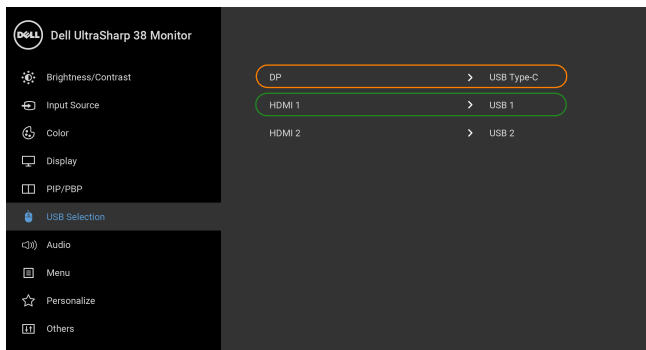 DELL Dell UltraSharp 38 Monitor
Brightness/Contrast
Input Source
Color
Display
PIP/PBP
USB Selection
Audio
Menu
Personalize
Others
DP > USB Type-C
HDMI 1 > USB 1
HDMI 2 > USB 2